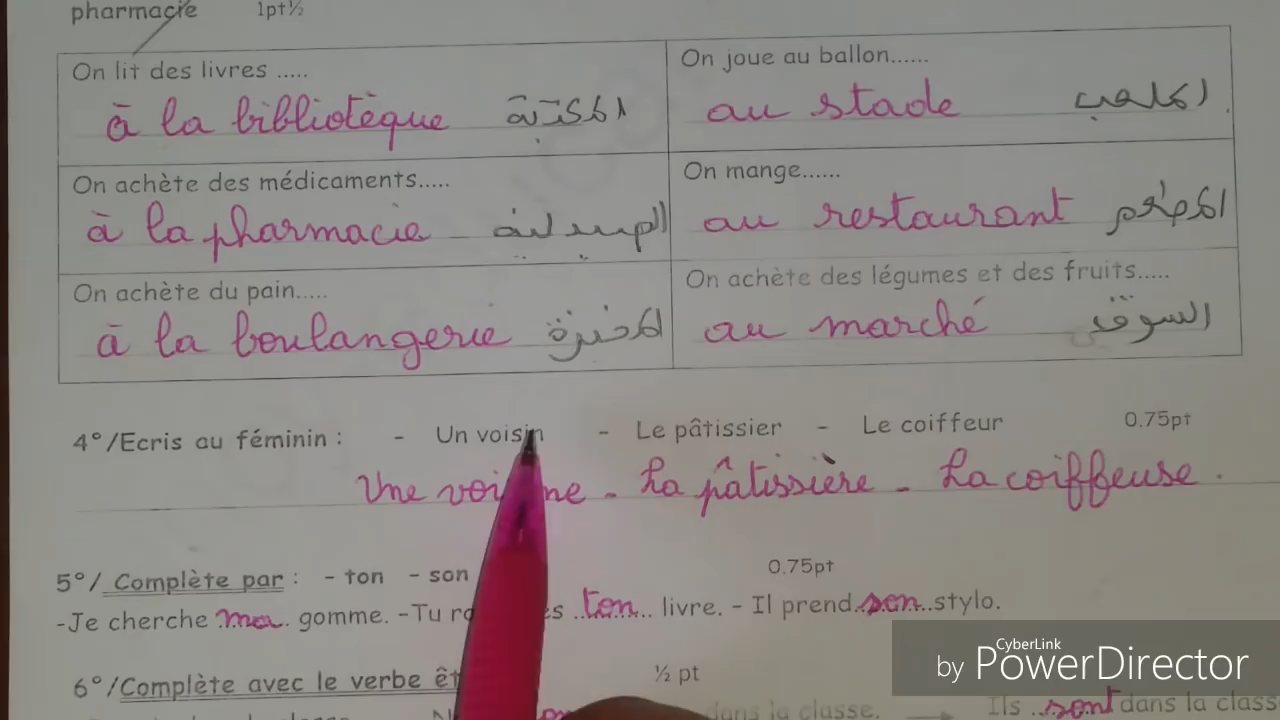 pharmacie 1pt½
On lit des livres .....
à la bibliotèque المكتبة
On joue au ballon......
au stade الملعب
On achète des médicaments.....
à la pharmacie الصيدلية
On mange......
au restaurant المطعم
On achète du pain.....
à la boulangerie المخبزة
On achète des légumes et des fruits.....
au marché السوق
4°/Ecris au féminin : - Un voisin - Le pâtissier - Le coiffeur 0.75pt
Une - La pâtissière - La coiffeuse.
5°/ Complète par : - ton - son 0.75pt
-Je cherche ma gomme. -Tu ton livre. - Il prend son stylo.
6°/Complète avec le verbe ½ pt
dans la classe. Ils sont dans la
by CyberLink PowerDirector